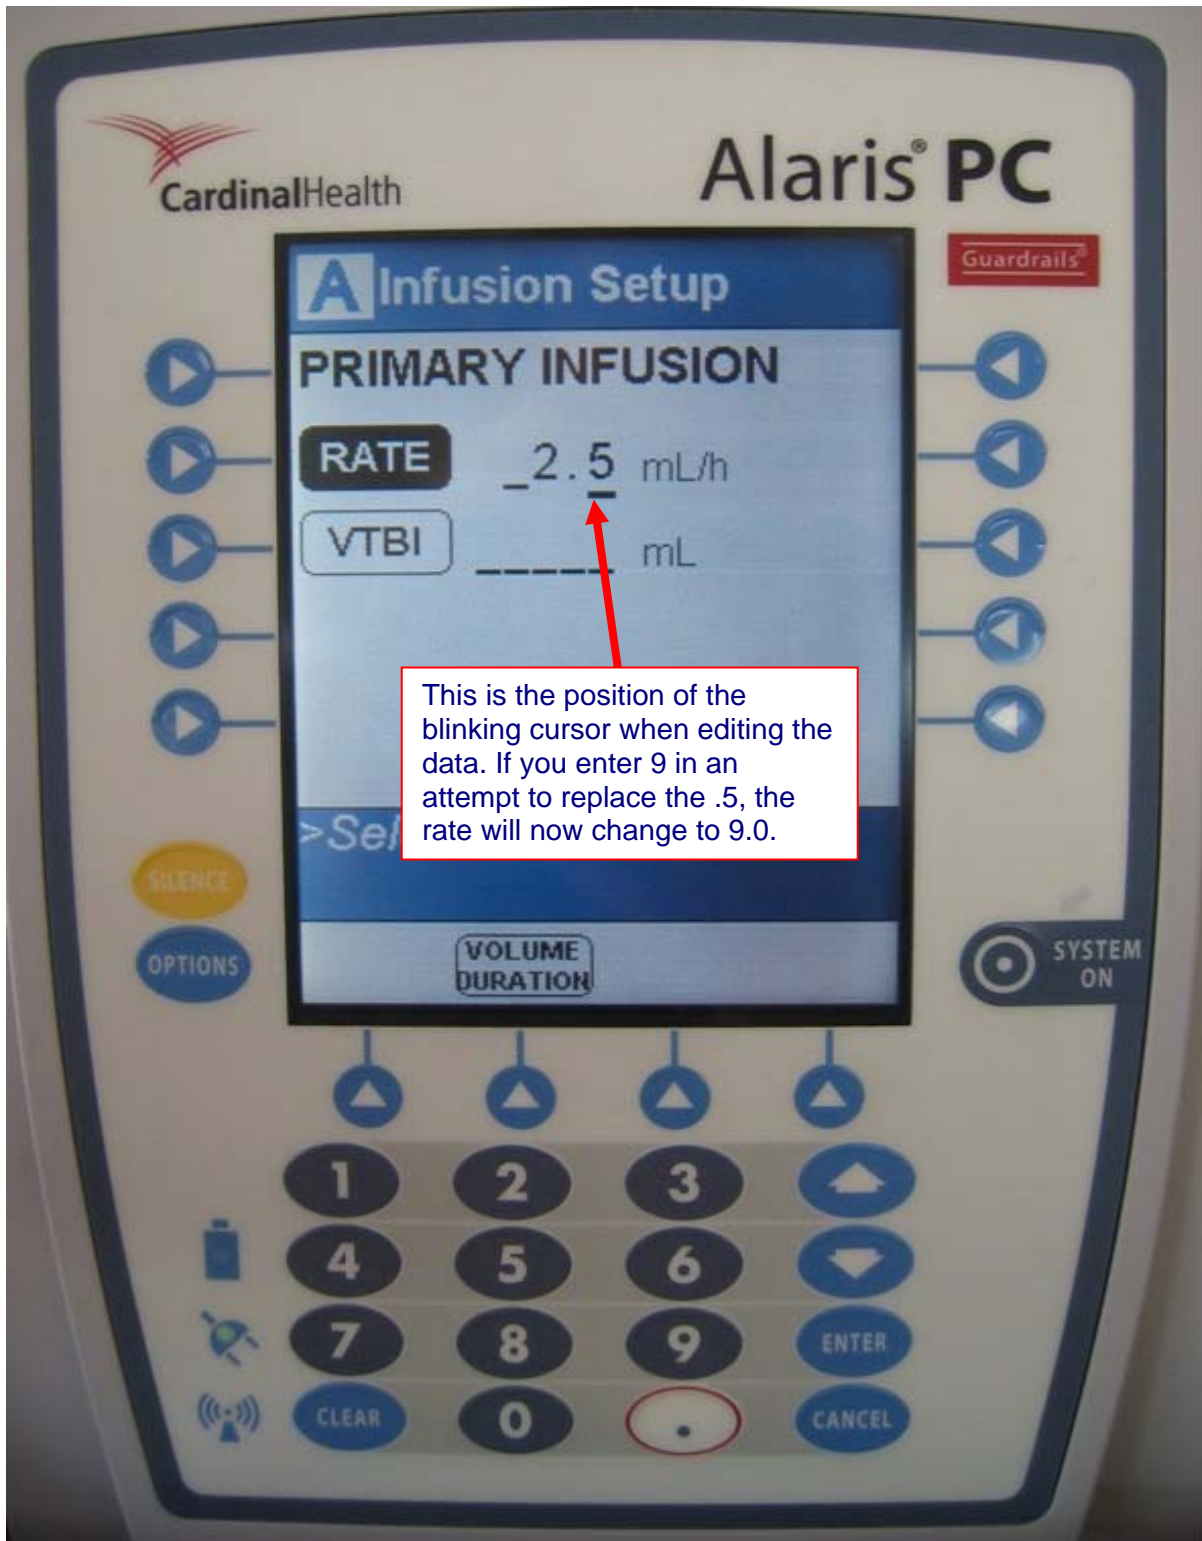 CardinalHealth
Alaris® PC
Guardrails®
A Infusion Setup
PRIMARY INFUSION
RATE _2.5 mL/h
VTBI _____ mL
This is the position of the
blinking cursor when editing the
data. If you enter 9 in an
attempt to replace the .5, the
rate will now change to 9.0.
>Sel
SILENCE
OPTIONS
VOLUME
DURATION
SYSTEM
ON
1 2 3
4 5 6
7 8 9 ENTER
CLEAR 0 . CANCEL